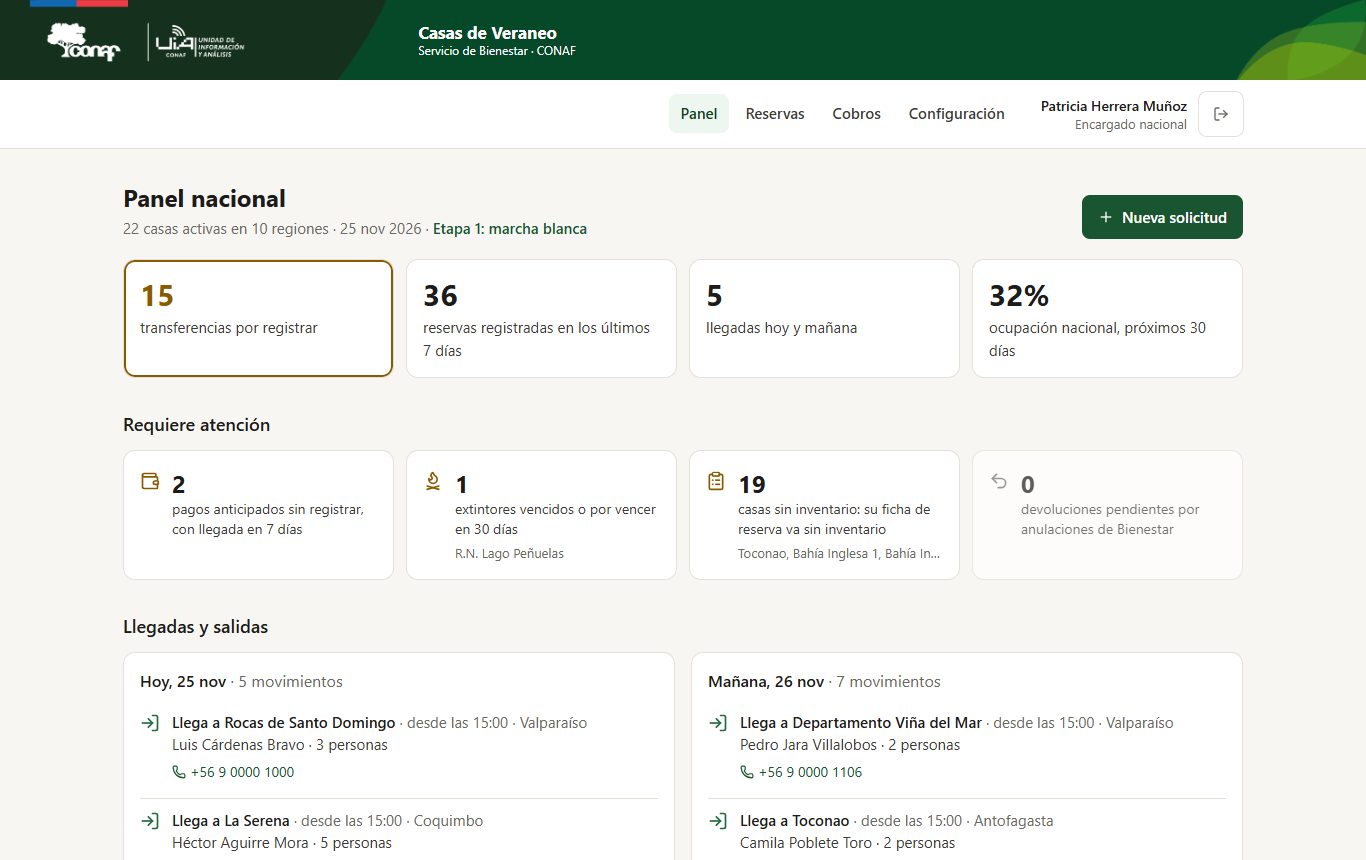 conaf
UiA
CONAF
UNIDAD DE
INFORMACIÓN
Y ANÁLISIS
Casas de Veraneo
Servicio de Bienestar · CONAF
Panel
Reservas
Cobros
Configuración
Patricia Herrera Muñoz
Encargado nacional
Panel nacional
22 casas activas en 10 regiones · 25 nov 2026 · Etapa 1: marcha blanca
+ Nueva solicitud
15
transferencias por registrar
36
reservas registradas en los últimos
7 días
5
llegadas hoy y mañana
32%
ocupación nacional, próximos 30
días
Requiere atención
2
pagos anticipados sin registrar,
con llegada en 7 días
1
extintores vencidos o por vencer
en 30 días
R.N. Lago Peñuelas
19
casas sin inventario: su ficha de
reserva va sin inventario
Toconao, Bahía Inglesa 1, Bahía In...
0
devoluciones pendientes por
anulaciones de Bienestar
Llegadas y salidas
Hoy, 25 nov · 5 movimientos
Llega a Rocas de Santo Domingo · desde las 15:00 · Valparaíso
Luis Cárdenas Bravo · 3 personas
+56 9 0000 1000
Llega a La Serena · desde las 15:00 · Coquimbo
Héctor Aguirre Mora · 5 personas
Mañana, 26 nov · 7 movimientos
Llega a Departamento Viña del Mar · desde las 15:00 · Valparaíso
Pedro Jara Villalobos · 2 personas
+56 9 0000 1106
Llega a Toconao · desde las 15:00 · Antofagasta
Camila Poblete Toro · 2 personas